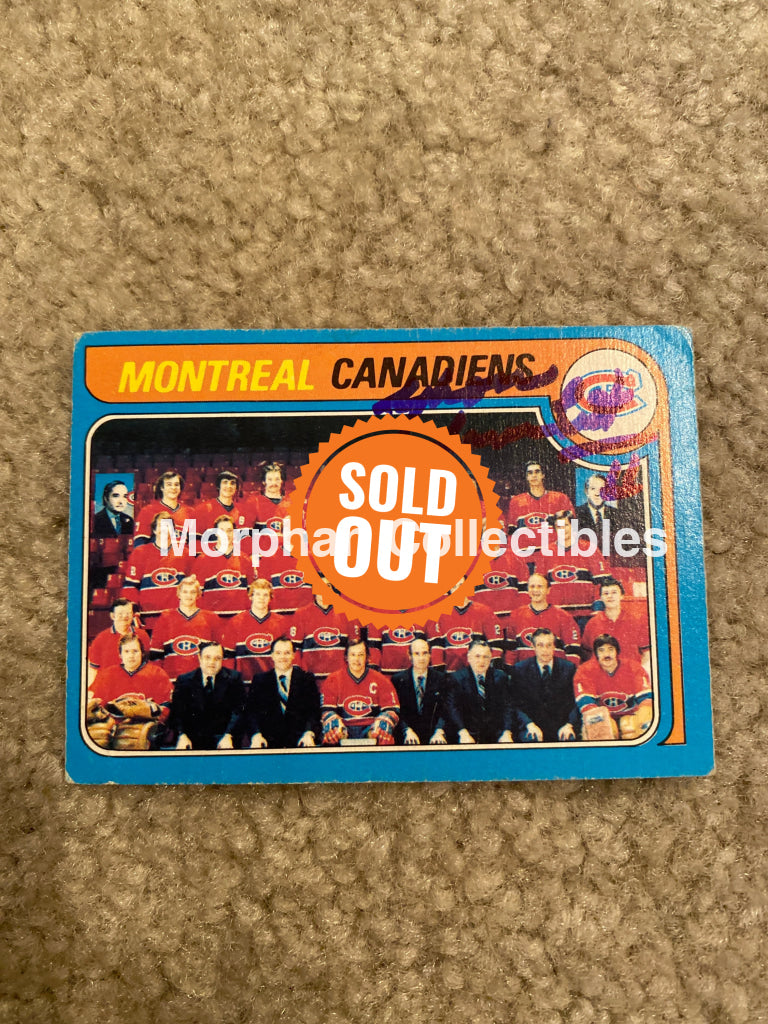 MONTREAL CANADIENS
SOLD
OUT
Morphan Collectibles